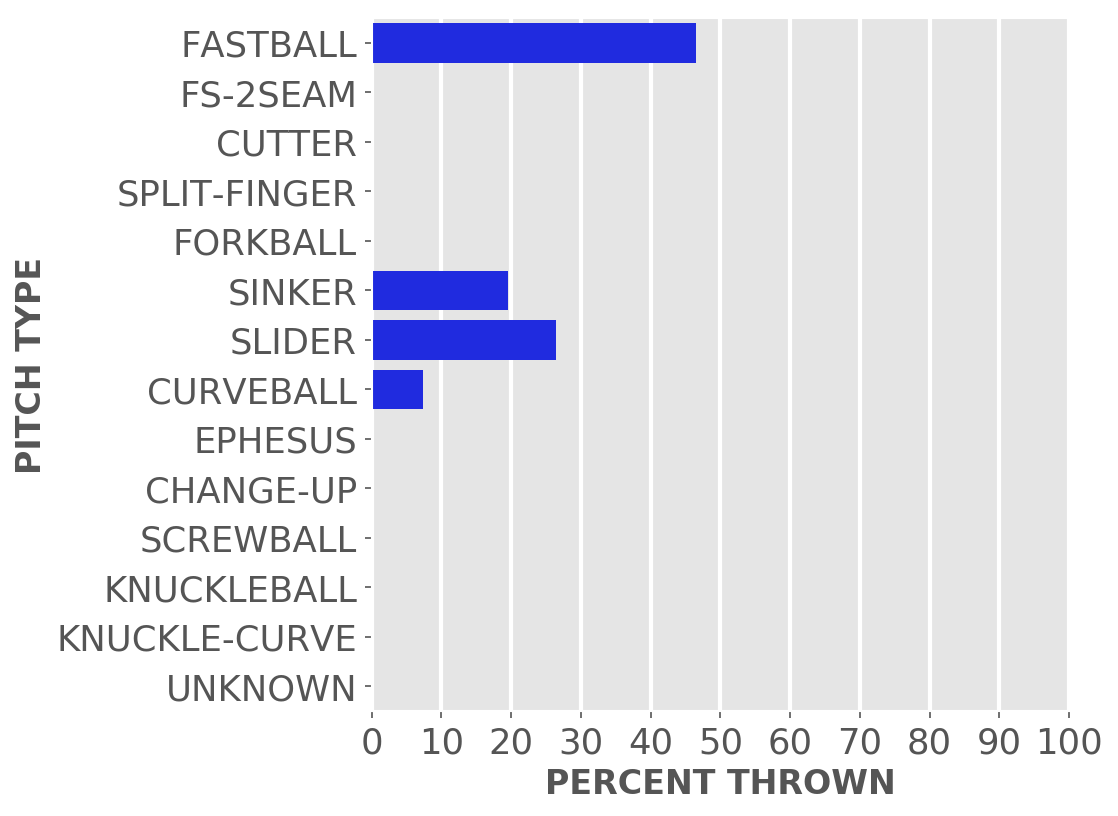 FASTBALL
FS-2SEAM
CUTTER
SPLIT-FINGER
FORKBALL
SINKER
SLIDER
CURVEBALL
EPHESUS
CHANGE-UP
SCREWBALL
KNUCKLEBALL
KNUCKLE-CURVE
UNKNOWN
PITCH TYPE
0 10 20 30 40 50 60 70 80 90 100
PERCENT THROWN